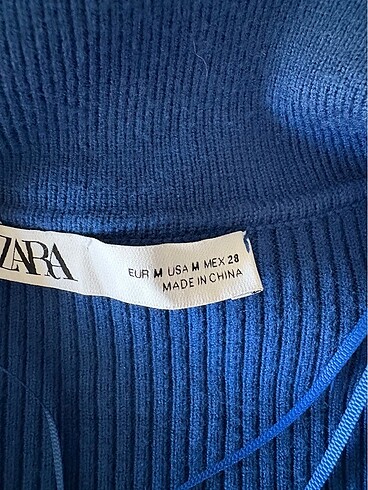 ZARA
EUR M USA M MEX 28
MADE IN CHINA